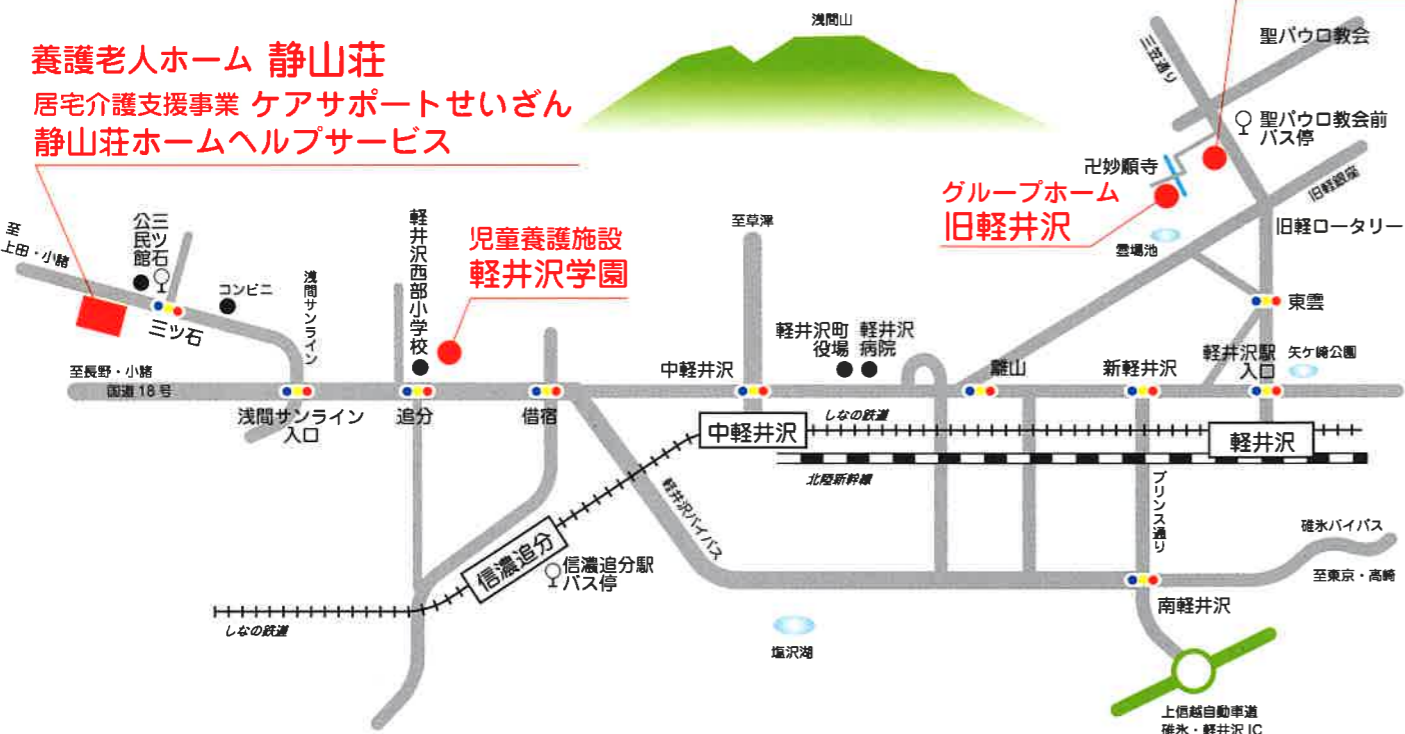 浅間山
養護老人ホーム 静山荘
居宅介護支援事業 ケアサポートせいざん
静山荘ホームヘルプサービス
三笠通り
聖パウロ教会
聖パウロ教会前
バス停
卍妙願寺
グループホーム
旧軽井沢
旧軽銀座
旧軽ロータリー
雲場池
至
上田・小諸
三ツ石
公民館
三ツ石
コンビニ
浅間サンライン
軽井沢西部小学校
児童養護施設
軽井沢学園
至草津
東雲
軽井沢町
役場
軽井沢
病院
中軽井沢
離山
新軽井沢
軽井沢駅
入口
矢ケ崎公園
至長野・小諸
国道18号
浅間サンライン
入口
追分
借宿
しなの鉄道
中軽井沢
軽井沢
北陸新幹線
軽井沢バイパス
プリンス通り
信濃追分
信濃追分駅
バス停
碓氷バイパス
至東京・高崎
南軽井沢
しなの鉄道
塩沢湖
上信越自動車道
碓氷・軽井沢IC